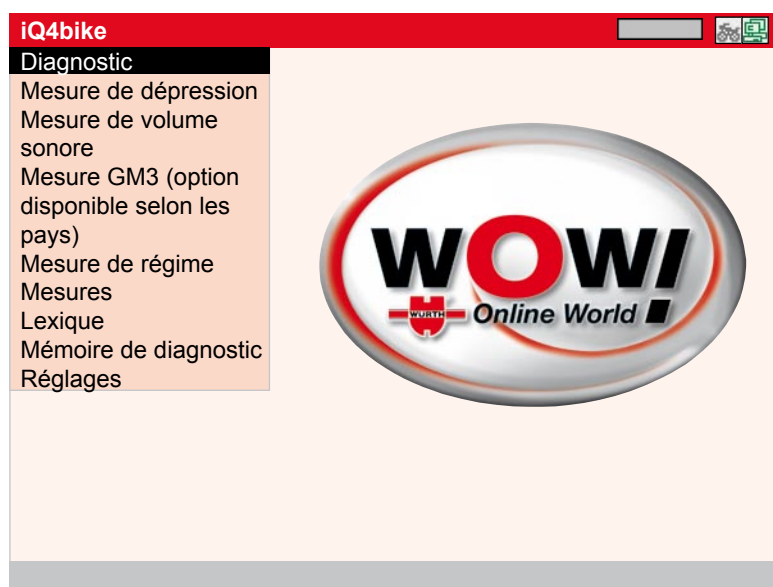 iQ4bike
Diagnostic
Mesure de dépression
Mesure de volume
sonore
Mesure GM3 (option
disponible selon les
pays)
Mesure de régime
Mesures
Lexique
Mémoire de diagnostic
Réglages
WOW!
WURTH
Online World